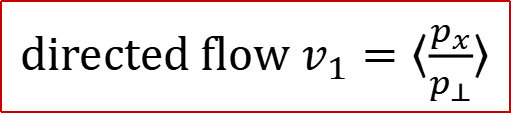 directed flow 𝑣₁ = ⟨𝑝ₓ/𝑝⊥⟩